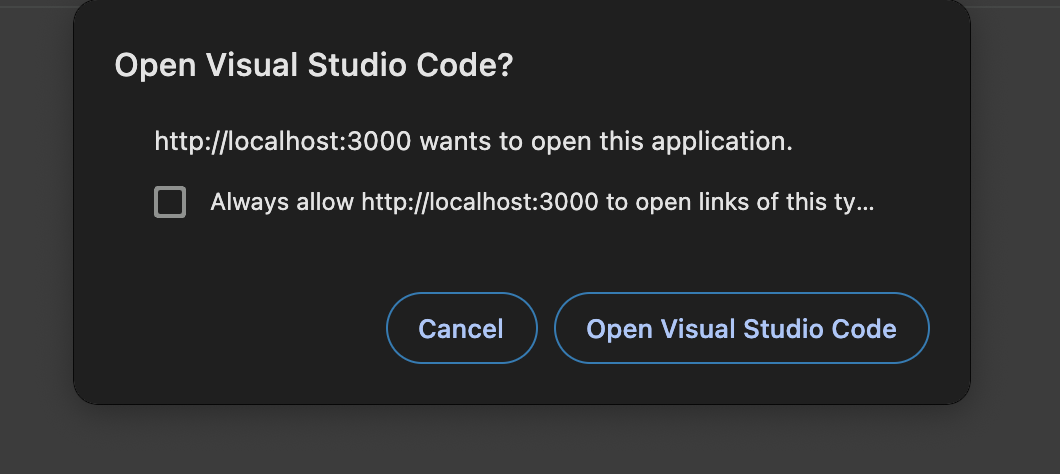 Open Visual Studio Code?
http://localhost:3000 wants to open this application.
Always allow http://localhost:3000 to open links of this ty...
Cancel
Open Visual Studio Code